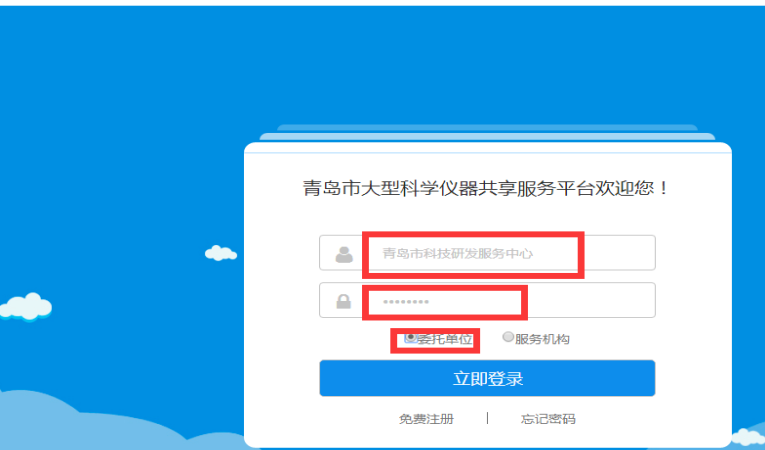 青岛市大型科学仪器共享服务平台欢迎您！
青岛市科技研发服务中心
********
委托单位 服务机构
立即登录
免费注册 | 忘记密码